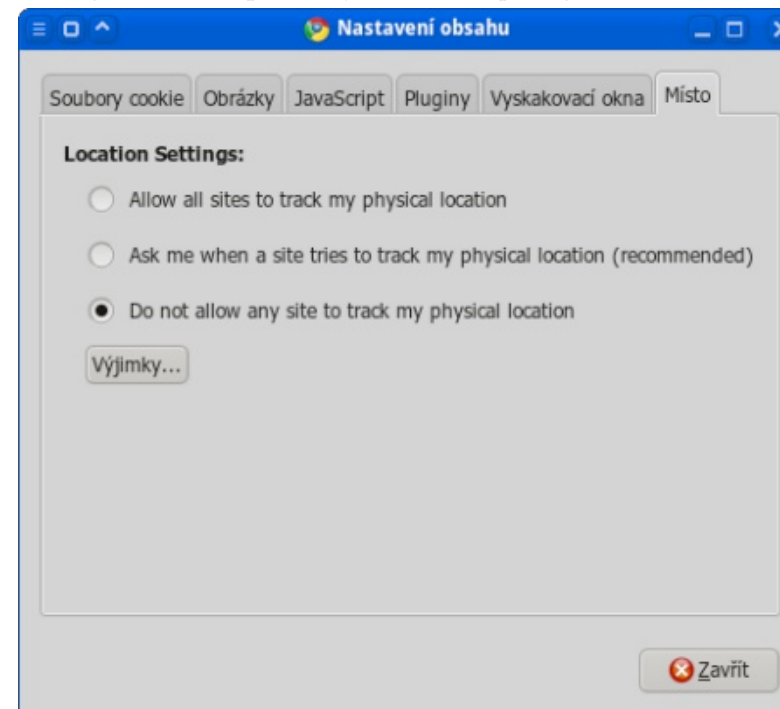 Nastavení obsahu
Soubory cookie Obrázky JavaScript Pluginy Vyskakovací okna Místo
Location Settings:
Allow all sites to track my physical location
Ask me when a site tries to track my physical location (recommended)
Do not allow any site to track my physical location
Výjimky...
Zavřít